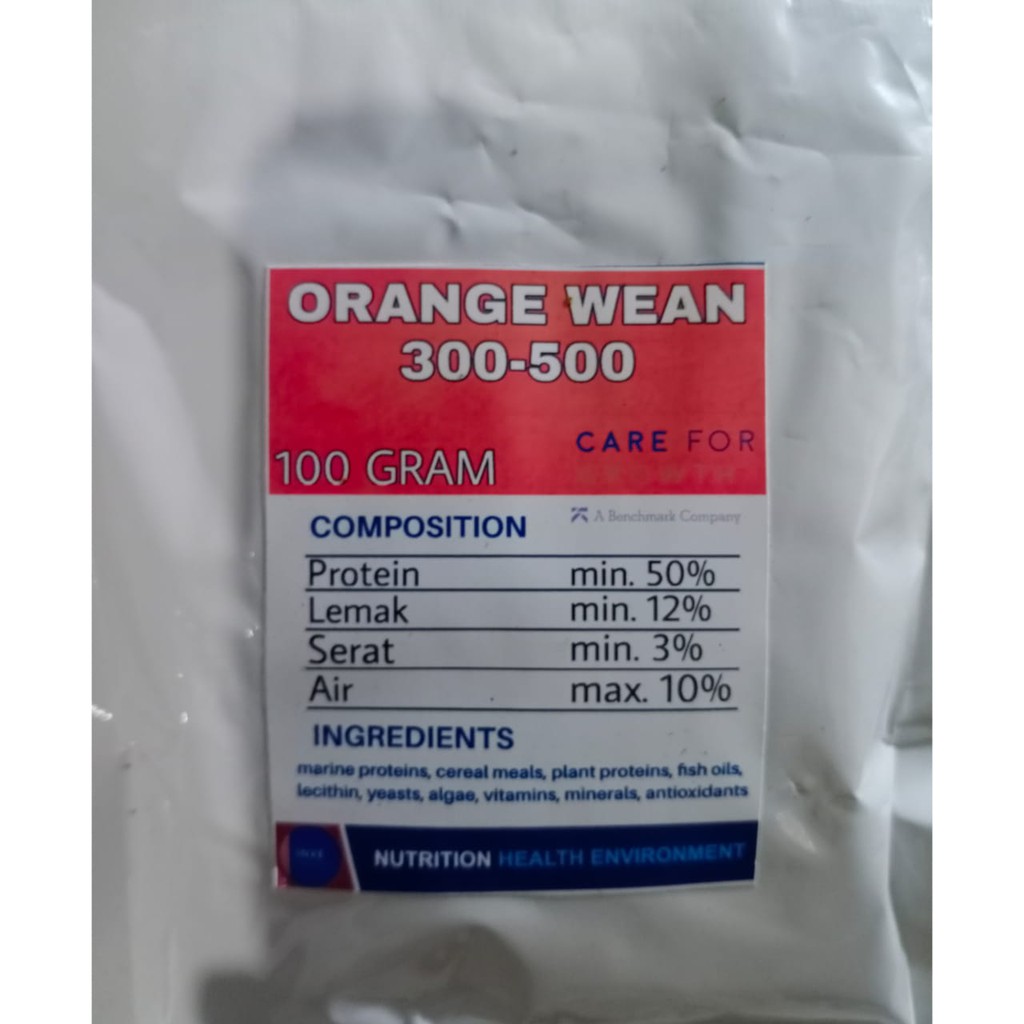 ORANGE WEAN
300-500
CARE FOR
GROWTH
100 GRAM
A Benchmark Company
COMPOSITION
Protein min. 50%
Lemak min. 12%
Serat min. 3%
Air max. 10%
INGREDIENTS
marine proteins, cereal meals, plant proteins, fish oils,
lecithin, yeasts, algae, vitamins, minerals, antioxidants
NUTRITION HEALTH ENVIRONMENT